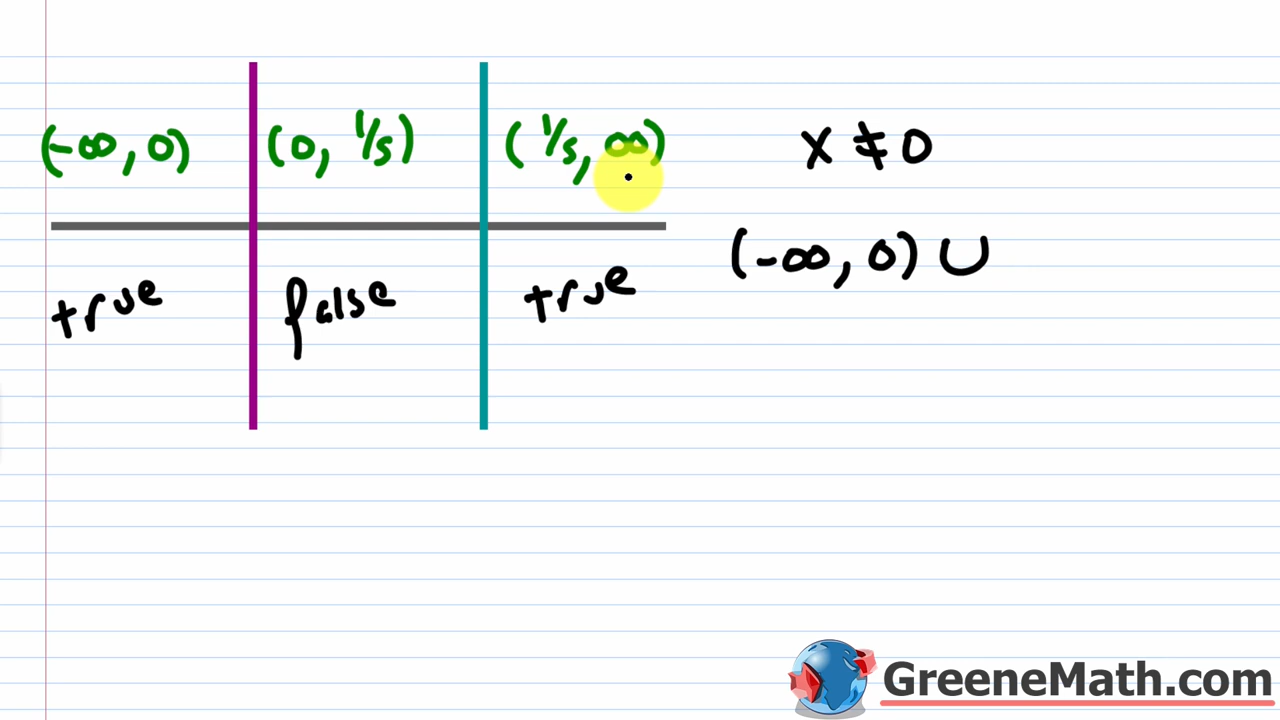 (-∞, 0) (0, 1/5) (1/5, ∞) x ≠ 0
(-∞, 0) ∪
true false true
GreeneMath.com